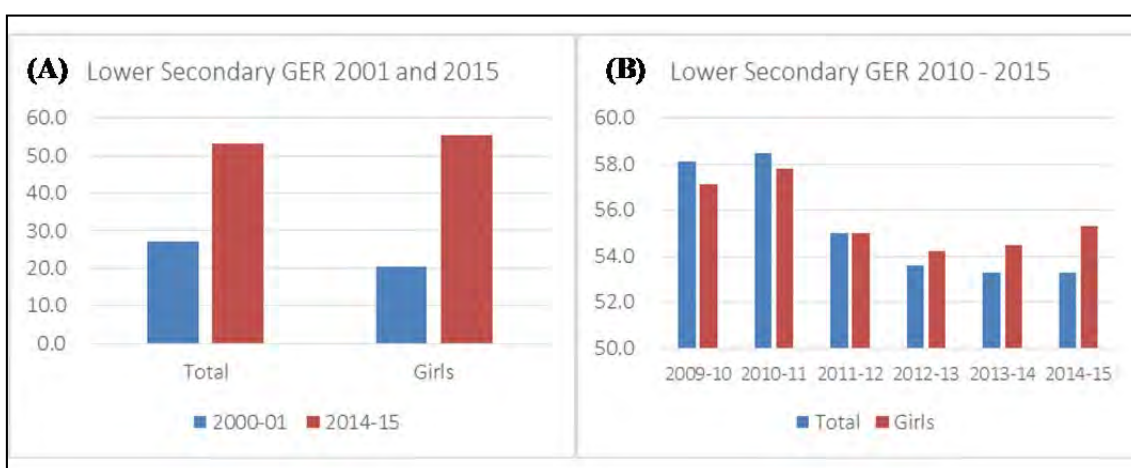 (A) Lower Secondary GER 2001 and 2015
60.0
50.0
40.0
30.0
20.0
10.0
0.0
Total Girls
2000-01 2014-15
(B) Lower Secondary GER 2010 - 2015
60.0
58.0
56.0
54.0
52.0
50.0
2009-10 2010-11 2011-12 2012-13 2013-14 2014-15
Total Girls